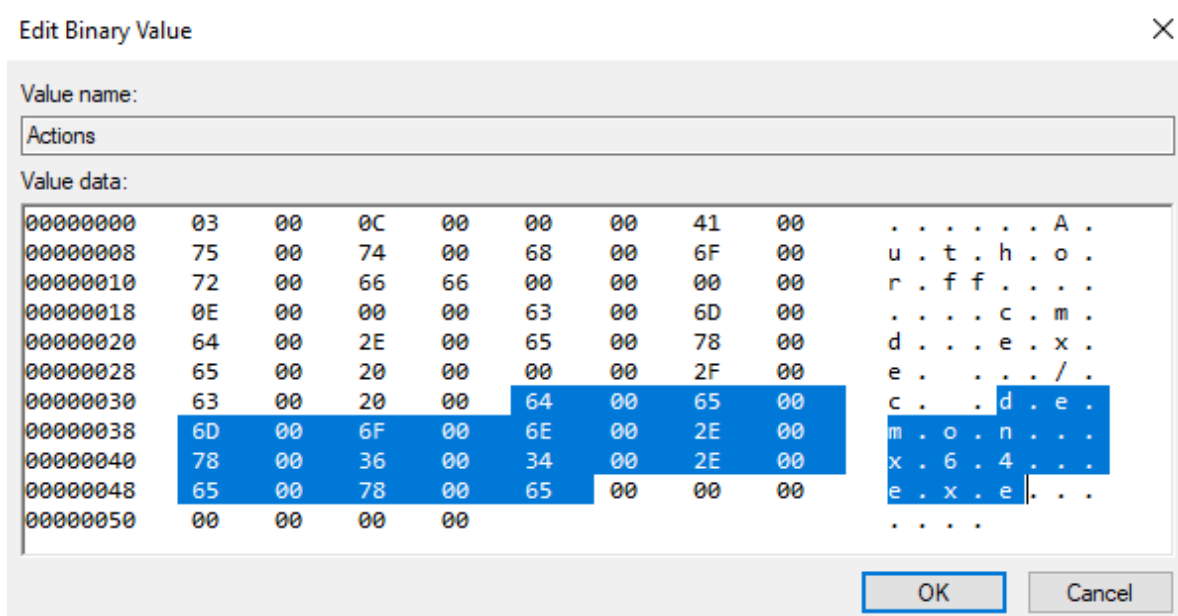 Edit Binary Value
Value name:
Actions
Value data:
00000000 03 00 0C 00 00 00 41 00 . . . . . . A .
00000008 75 00 74 00 68 00 6F 00 u . t . h . o .
00000010 72 00 66 66 00 00 00 00 r . f f . . . .
00000018 0E 00 00 00 63 00 6D 00 . . . . c . m .
00000020 64 00 2E 00 65 00 78 00 d . . . e . x .
00000028 65 00 20 00 00 00 2F 00 e .   . . . / .
00000030 63 00 20 00 64 00 65 00 c .   . d . e .
00000038 6D 00 6F 00 6E 00 2E 00 m . o . n . . .
00000040 78 00 36 00 34 00 2E 00 x . 6 . 4 . . .
00000048 65 00 78 00 65 00 00 00 e . x . e . . .
00000050 00 00 00 00 . . . .
OK Cancel